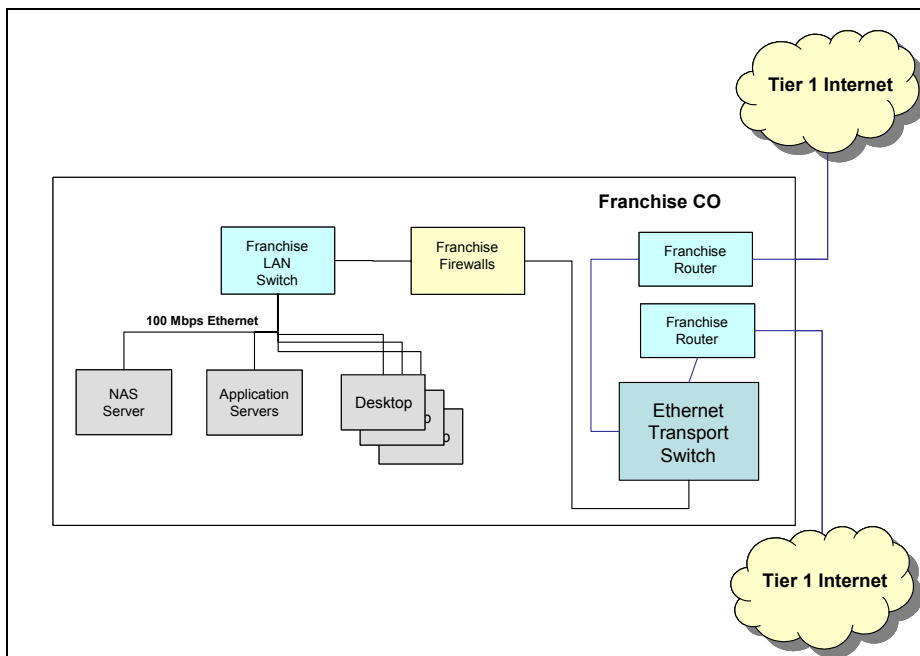 Tier 1 Internet
Franchise CO
Franchise
LAN
Switch
Franchise
Firewalls
Franchise
Router
Franchise
Router
100 Mbps Ethernet
NAS
Server
Application
Servers
Desktop
p
p
Ethernet
Transport
Switch
Tier 1 Internet